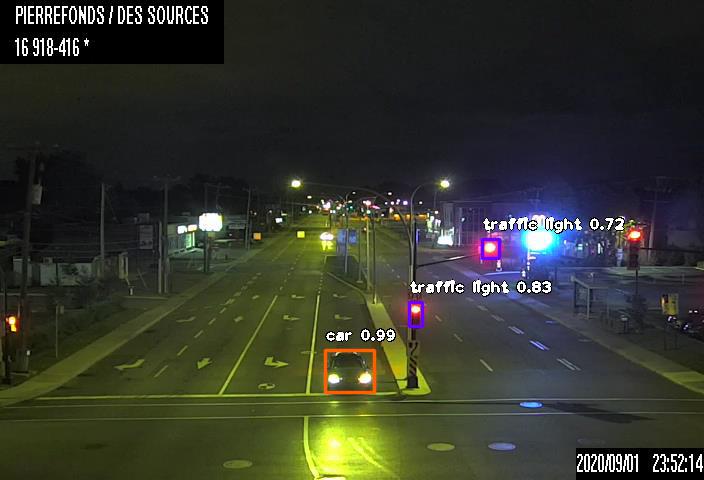 PIERREFONDS / DES SOURCES
16 918-416 *
traffic light 0.72
traffic light 0.83
car 0.99
2020/09/01 23:52:14